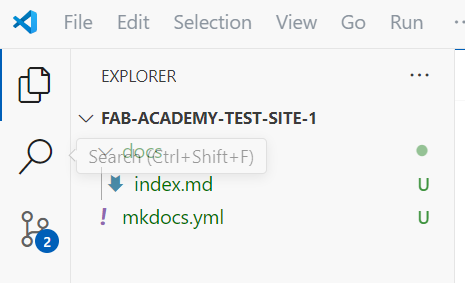 File Edit Selection View Go Run ···
EXPLORER ···
FAB-ACADEMY-TEST-SITE-1
docs
Search (Ctrl+Shift+F)
index.md U
! mkdocs.yml U
2